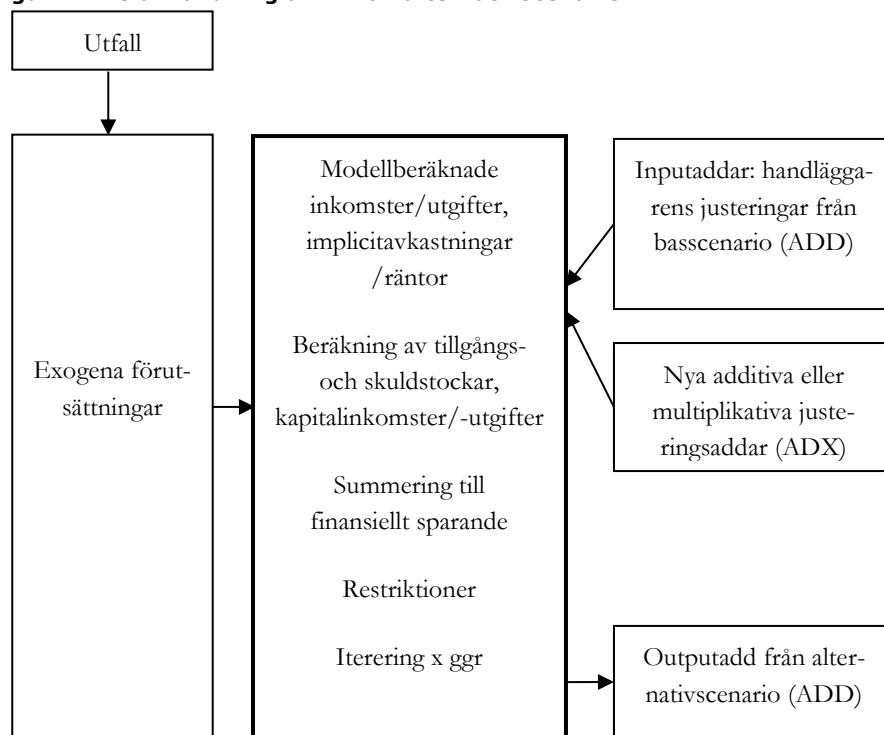 Utfall
Exogena förut-
sättningar
Modellberäknade
inkomster/utgifter,
implicitavkastningar
/räntor
Beräkning av tillgångs-
och skuldstockar,
kapitalinkomster/-utgifter
Summering till
finansiellt sparande
Restriktioner
Iterering x ggr
Inputaddar: handlägga-
rens justeringar från
basscenario (ADD)
Nya additiva eller
multiplikativa juste-
ringsaddar (ADX)
Outputadd från alter-
nativscenario (ADD)